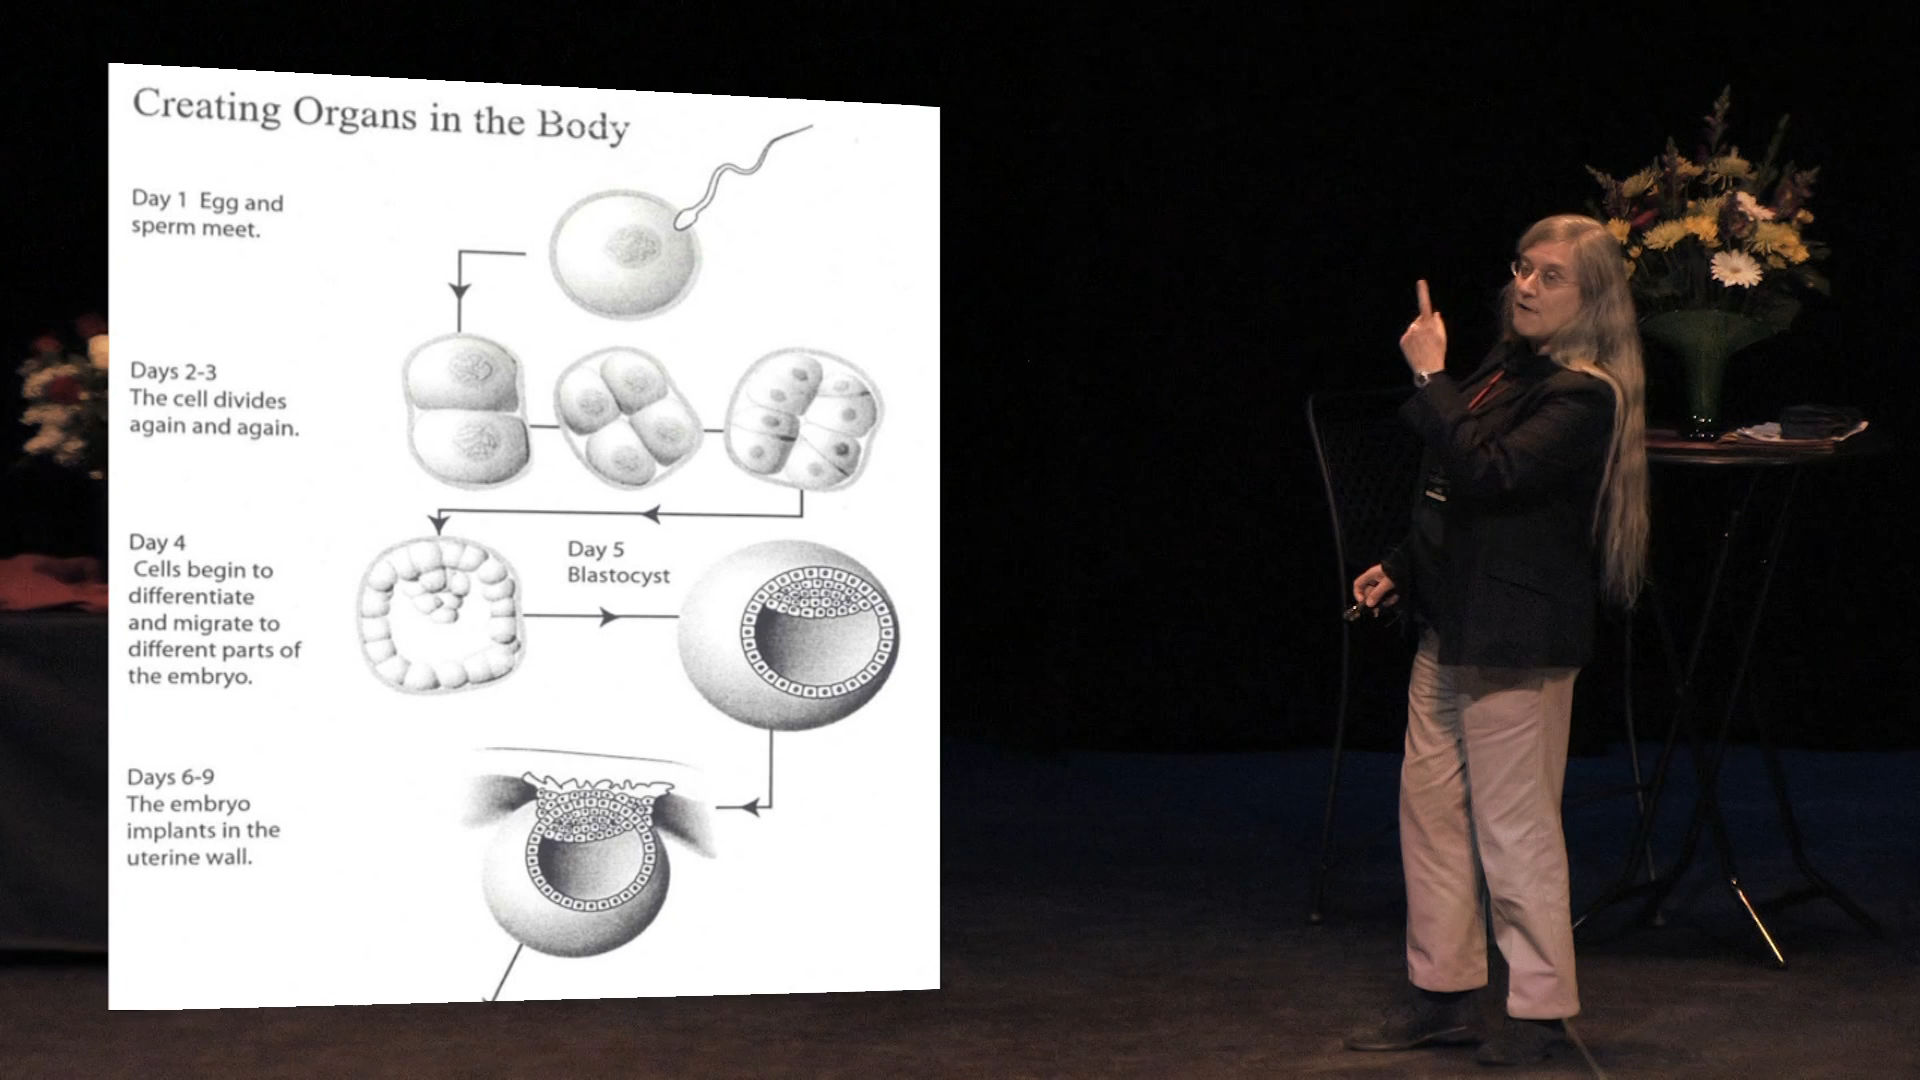 Creating Organs in the Body
Day 1 Egg and
sperm meet.
Days 2-3
The cell divides
again and again.
Day 4
Cells begin to
differentiate
and migrate to
different parts of
the embryo.
Day 5
Blastocyst
Days 6-9
The embryo
implants in the
uterine wall.